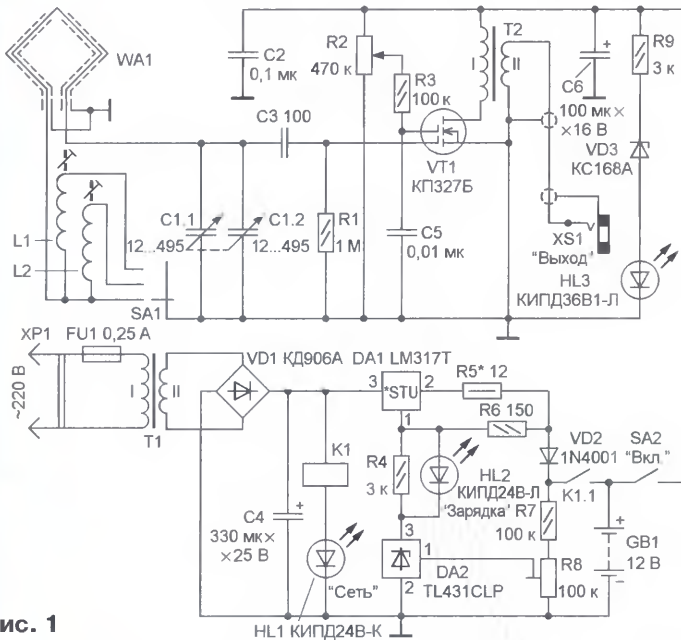 WA1
C2
0,1 мк
R2
470 к
R3
100 к
T2
I
II
C6
+
R9
3 к
100 мк×
×16 В
C3 100
VT1
КП327Б
VD3
КС168А
L1
L2
C1.1
12...495
C1.2
12...495
R1
1 М
C5
0,01 мк
XS1
"Выход"
HL3
КИПД36В1-Л
SA1
XP1
FU1 0,25 А
~220 В
I
II
T1
VD1 КД906А
DA1 LM317T
3
*STU
2
1
R5* 12
R6 150
K1
R4
3 к
HL2
КИПД24В-Л
"Зарядка"
VD2
1N4001
SA2
"Вкл."
K1.1
C4
+
330 мк×
×25 В
R7
100 к
3
1
2
DA2
TL431CLP
R8
100 к
+
GB1
12 В
−
"Сеть"
HL1 КИПД24В-К
ис. 1